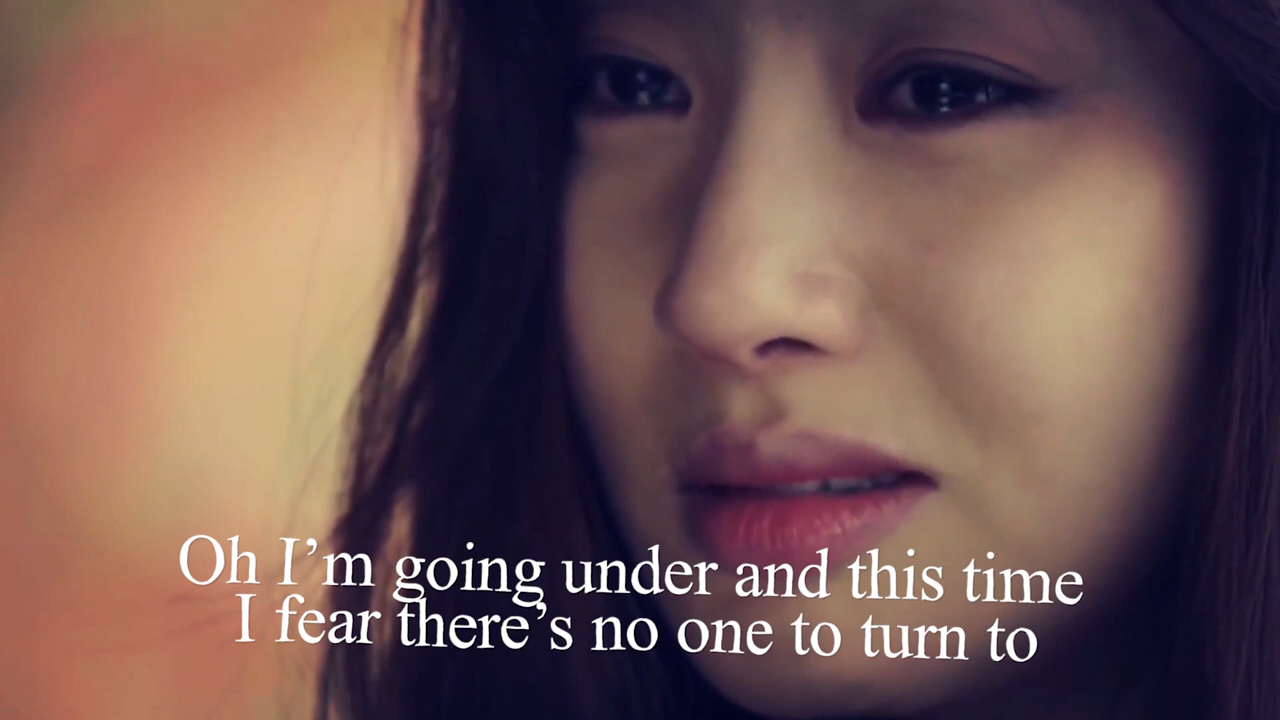 Oh I’m going under and this time
I fear there’s no one to turn to